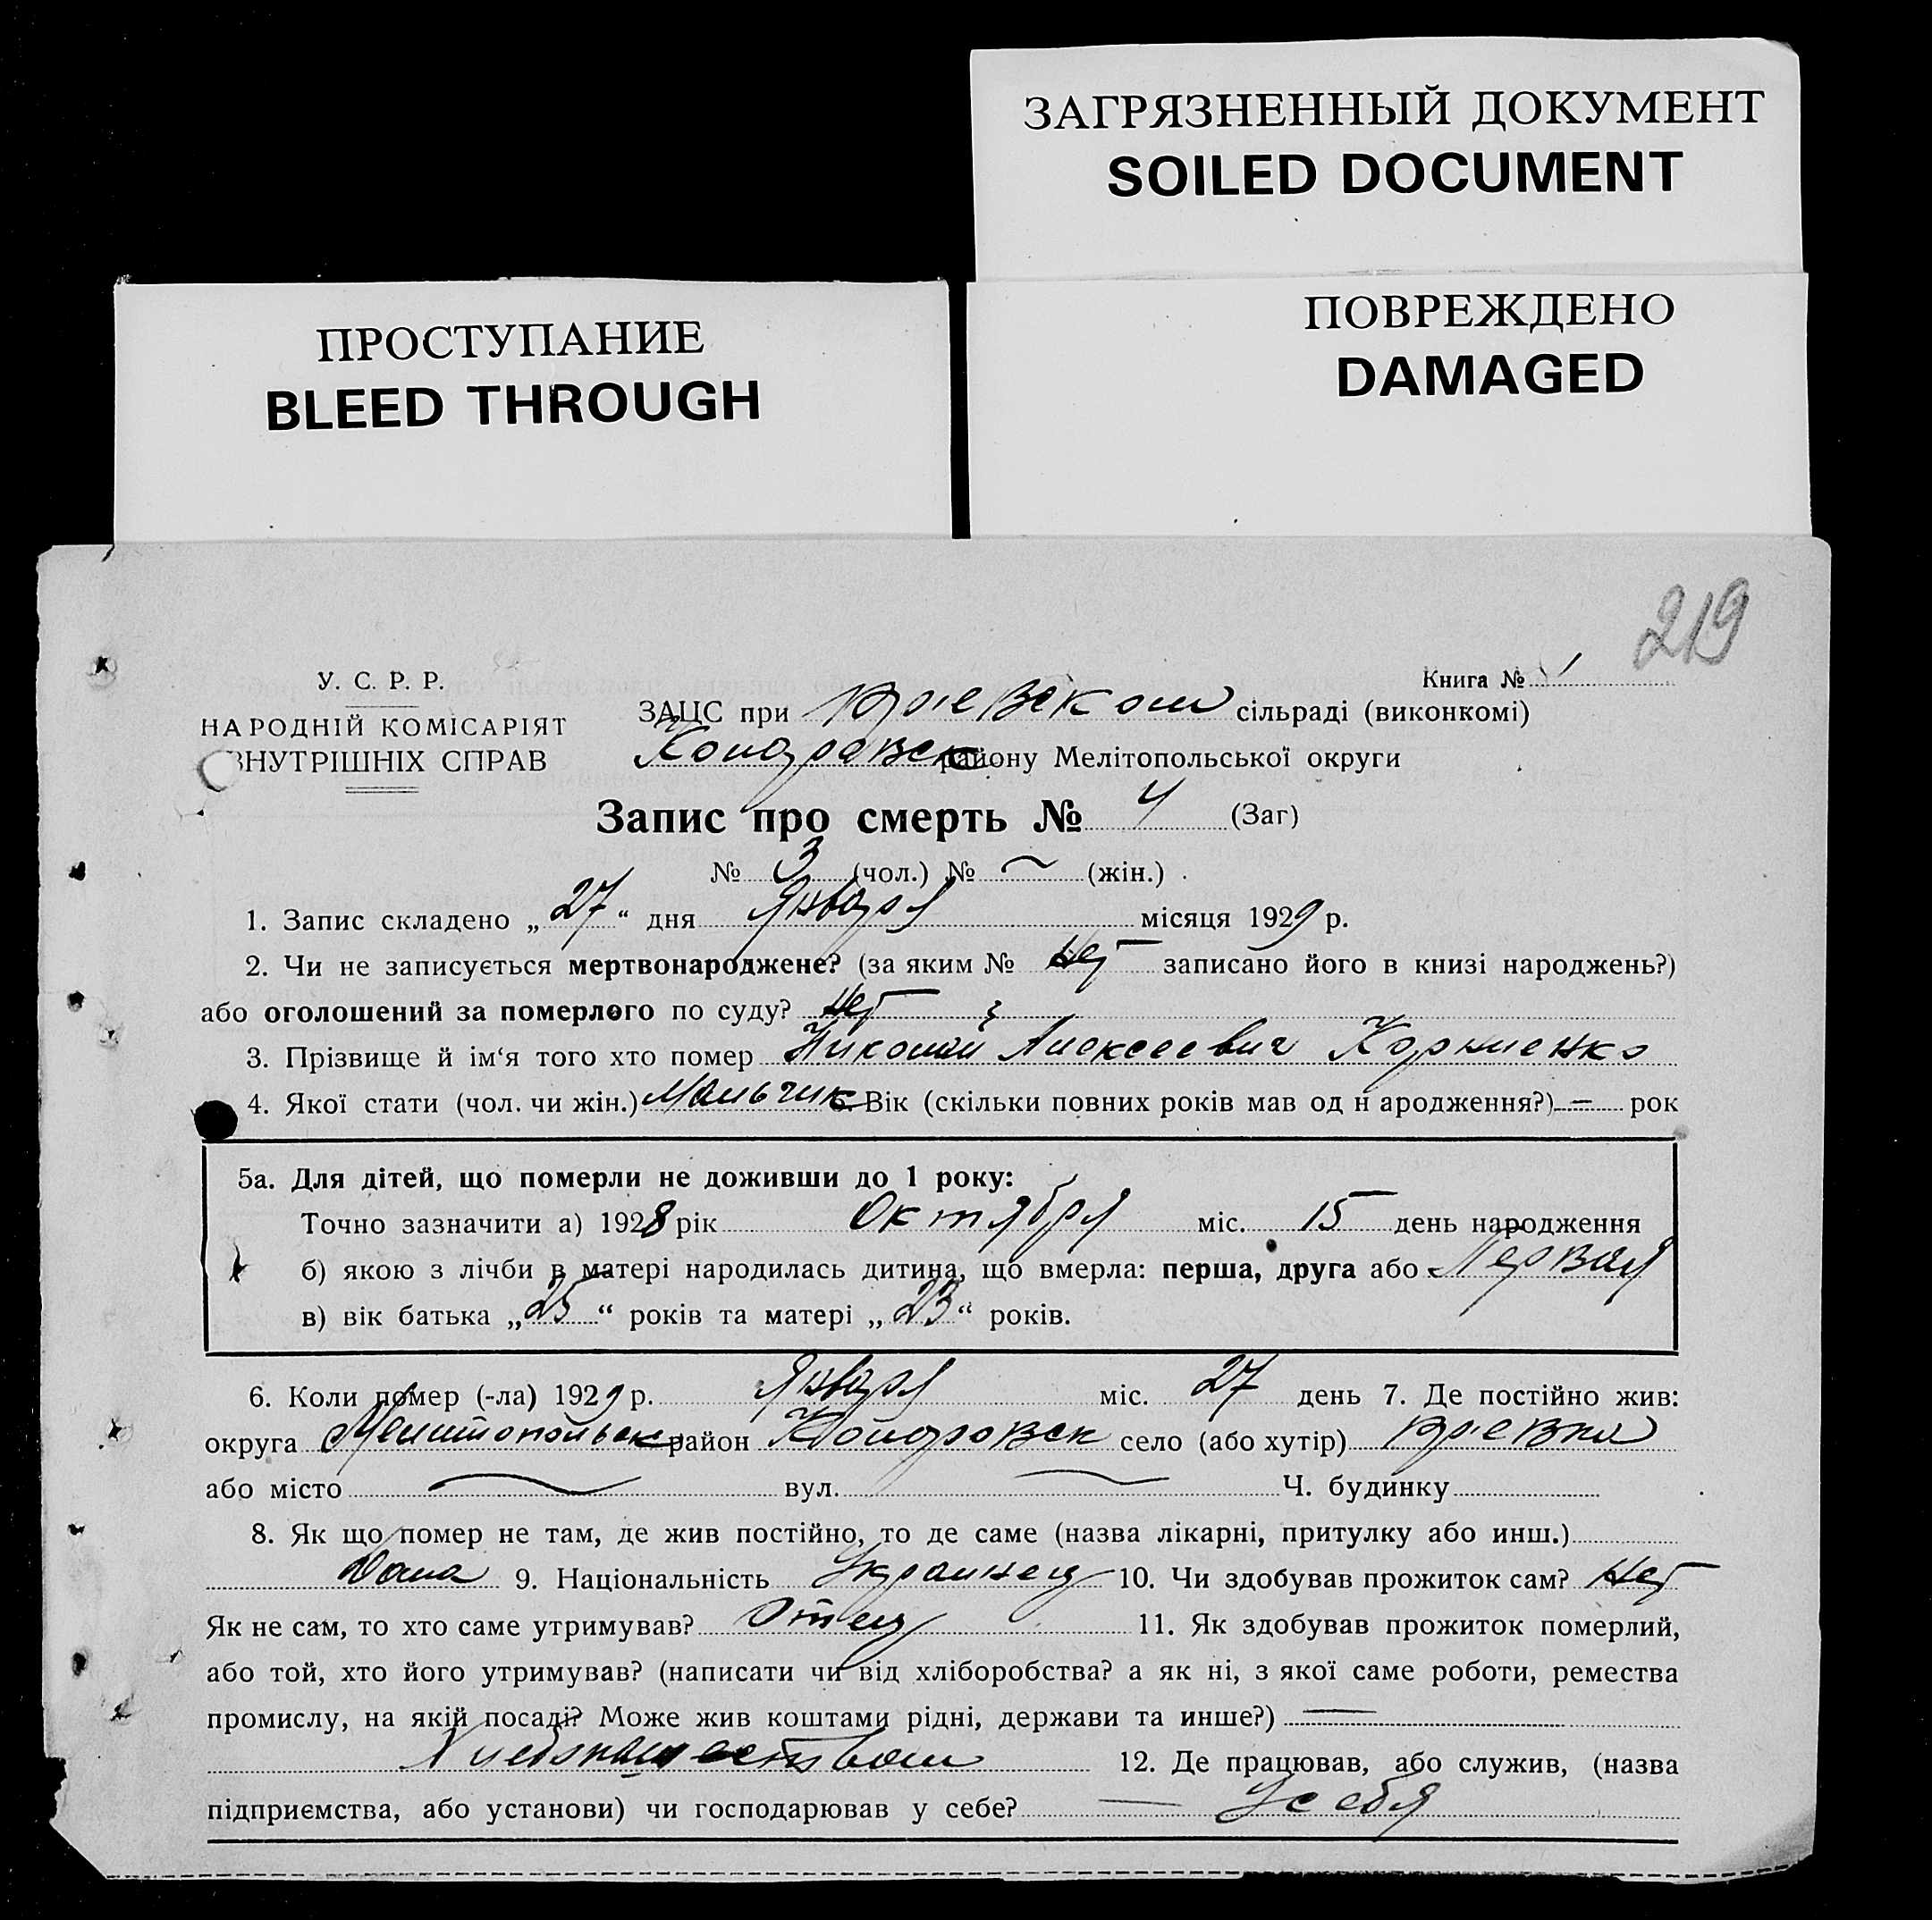 ЗАГРЯЗНЕННЫЙ ДОКУМЕНТ
SOILED DOCUMENT
ПРОСТУПАНИЕ
BLEED THROUGH
ПОВРЕЖДЕНО
DAMAGED
219
У. С. Р. Р.
НАРОДНІЙ КОМІСАРІЯТ
ВНУТРІШНІХ СПРАВ
Книга № 1
ЗАЦС при сільраді (виконкомі)
району Мелітопольської округи
Запис про смерть № 4 (Заг)
№ 3 (чол.) № — (жін.)
1. Запис складено „27“ дня Января місяця 1929 р.
2. Чи не записується мертвонароджене? (за яким № Нет записано його в книзі народжень?)
або оголошений за померлого по суду? Нет
3. Прізвище й ім‘я того хто помер Николай Алексеевич Корниенко
4. Якої стати (чол. чи жін.) Мальчик 5. Вік (скільки повних років мав од н ародження?) — рок
5а. Для дітей, що померли не доживши до 1 року:
Точно зазначити а) 1928 рік Октября міс. 15 день народження
б) якою з лічби в матері народилась дитина, що вмерла: перша, друга або Первая
в) вік батька „25“ років та матері „23“ років.
6. Коли помер (-ла) 1929 р. Января міс. 27 день 7. Де постійно жив:
округа Мелитопольск район село (або хутір)
або місто — вул. — Ч. будинку
8. Як що помер не там, де жив постійно, то де саме (назва лікарні, притулку або инш.)
Дома 9. Національність Украинец 10. Чи здобував прожиток сам? Нет
Як не сам, то хто саме утримував? Отец 11. Як здобував прожиток померлий,
або той, хто його утримував? (написати чи від хліборобства? а як ні, з якої саме роботи, ремества
промислу, на якій посаді? Може жив коштами рідні, держави та инше?) —
Хлебопашеством 12. Де працював, або служив, (назва
підприємства, або установи) чи господарював у себе? — У себя